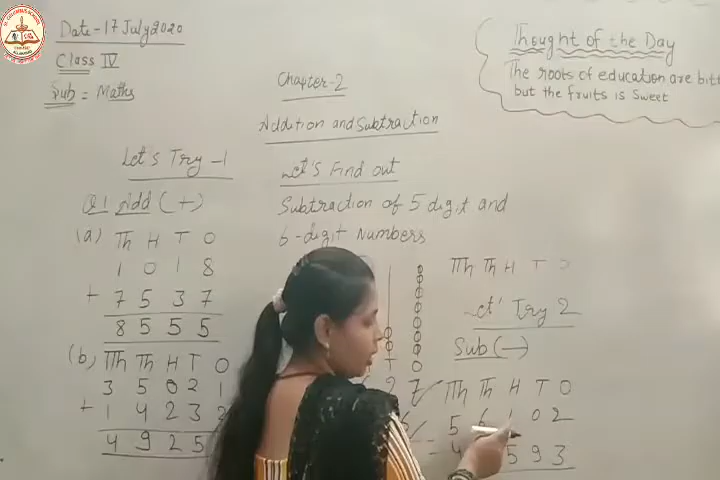 Date-17 July 2020
Class IV
Sub = Maths
Chapter-2
Addition and Subtraction
Thought of the Day
The roots of education are bitt
but the fruits is sweet
Let's Try -1
Q1 Add (+)
(a) Th H T O
1 0 1 8
+ 7 5 3 7
8 5 5 5
(b) TTh Th H T O
3 5 0 2 1
+ 1 4 2 3
4 9 2 5
Let's Find out
Subtraction of 5 digit and
6-digit Numbers
TTh Th H T O
Let' Try 2
Sub (-)
TTh Th H T O
5 6 1 0 2
5 9 3